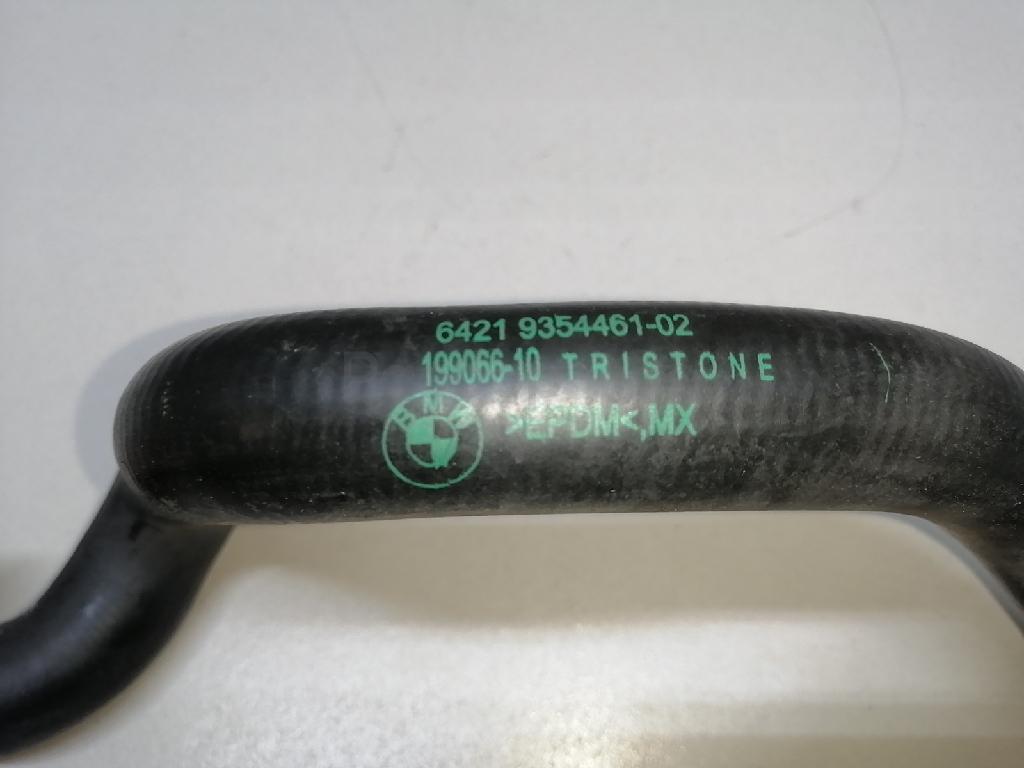 6421 9354461-02
199066-10 TRISTONE
BMW >EPDM<,MX